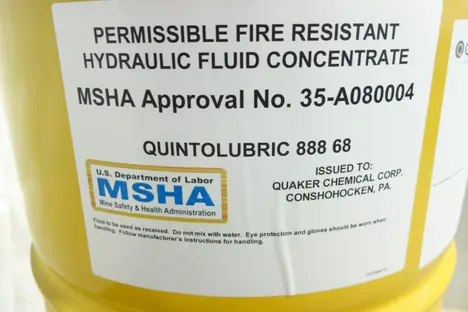 PERMISSIBLE FIRE RESISTANT
HYDRAULIC FLUID CONCENTRATE
MSHA Approval No. 35-A080004
QUINTOLUBRIC 888 68
U.S. Department of Labor
MSHA
Mine Safety & Health Administration
ISSUED TO:
QUAKER CHEMICAL CORP.
CONSHOHOCKEN, PA.
Fluid to be used as received. Do not mix with water. Eye protection and gloves should be worn when
handling. Follow manufacturer's instructions for handling.